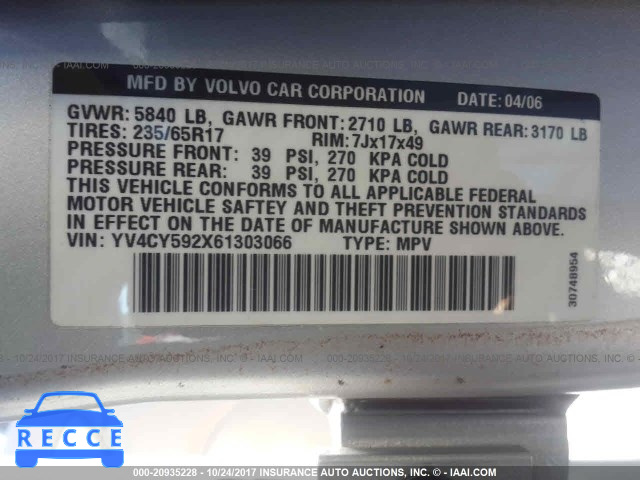 MFD BY VOLVO CAR CORPORATION DATE: 04/06
GVWR: 5840 LB, GAWR FRONT: 2710 LB, GAWR REAR: 3170 LB
TIRES: 235/65R17 RIM: 7Jx17x49
PRESSURE FRONT: 39 PSI, 270 KPA COLD
PRESSURE REAR: 39 PSI, 270 KPA COLD
THIS VEHICLE CONFORMS TO ALL APPLICABLE FEDERAL
MOTOR VEHICLE SAFTEY AND THEFT PREVENTION STANDARDS
IN EFFECT ON THE DATE OF MANUFACTURE SHOWN ABOVE.
VIN: YV4CY592X61303066 TYPE: MPV
30748954
RECCE
000-20935228 - 10/24/2017 INSURANCE AUTO AUCTIONS, INC. - © IAAI.COM